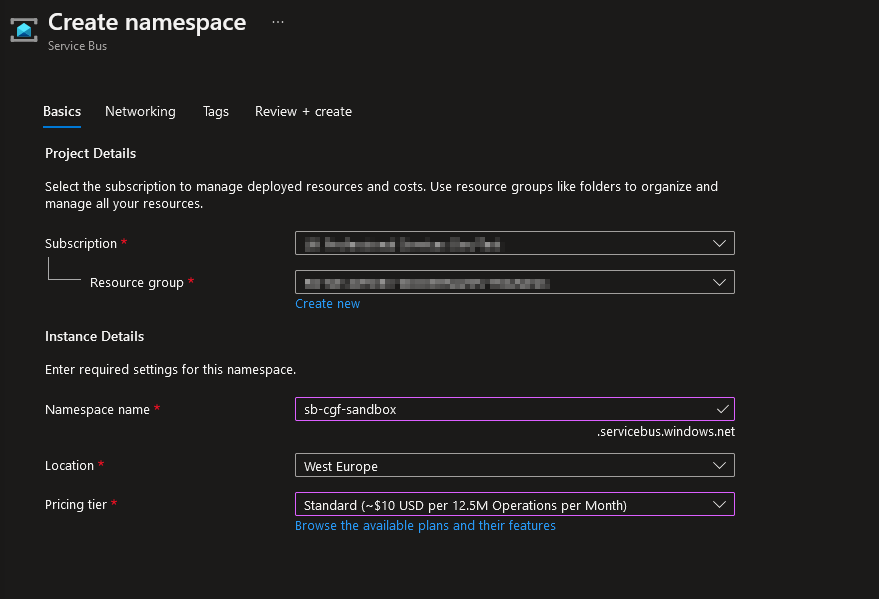 Create namespace ...
Service Bus
Basics Networking Tags Review + create
Project Details
Select the subscription to manage deployed resources and costs. Use resource groups like folders to organize and
manage all your resources.
Subscription *
Resource group *
Create new
Instance Details
Enter required settings for this namespace.
Namespace name * sb-cgf-sandbox
.servicebus.windows.net
Location * West Europe
Pricing tier * Standard (~$10 USD per 12.5M Operations per Month)
Browse the available plans and their features